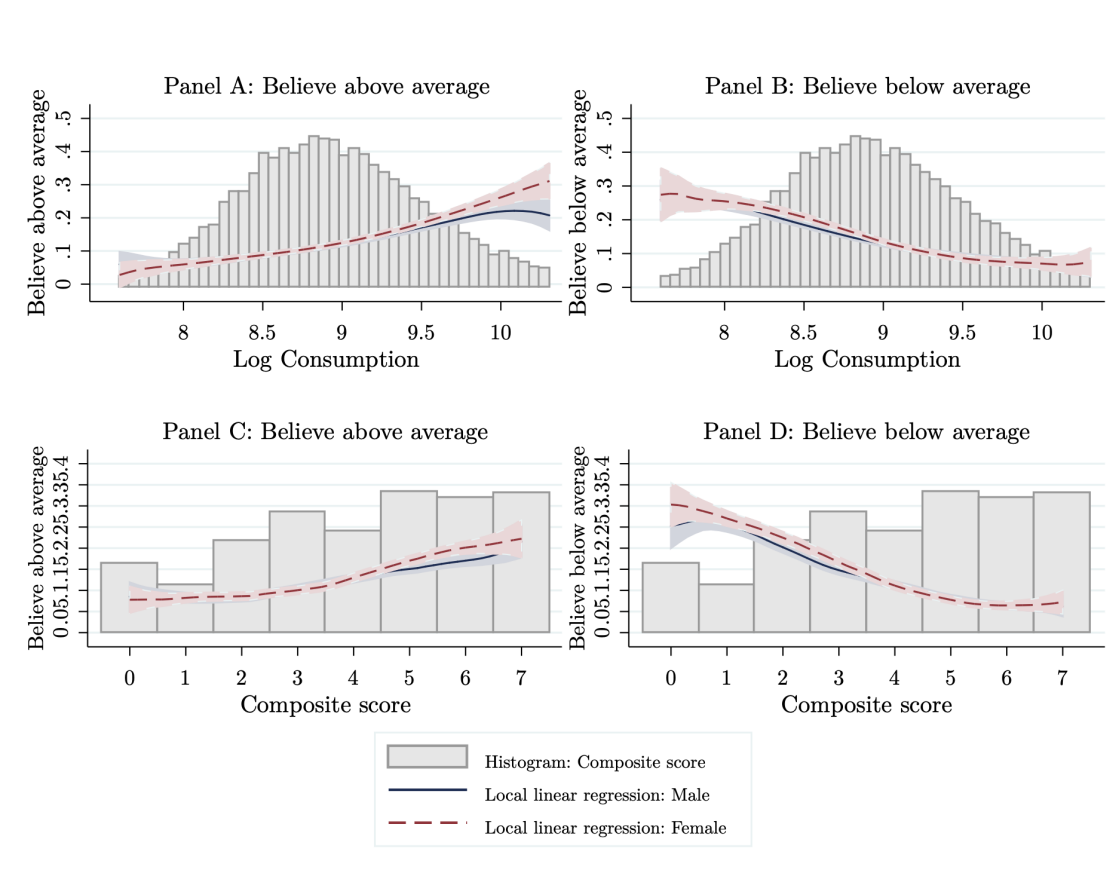 Panel A: Believe above average
Believe above average
0 .1 .2 .3 .4 .5
8 8.5 9 9.5 10
Log Consumption
Panel B: Believe below average
Believe below average
0 .1 .2 .3 .4 .5
8 8.5 9 9.5 10
Log Consumption
Panel C: Believe above average
Believe above average
0 .05 .1 .15 .2 .25 .3 .35 .4
0 1 2 3 4 5 6 7
Composite score
Panel D: Believe below average
Believe below average
0 .05 .1 .15 .2 .25 .3 .35 .4
0 1 2 3 4 5 6 7
Composite score
Histogram: Composite score
Local linear regression: Male
Local linear regression: Female